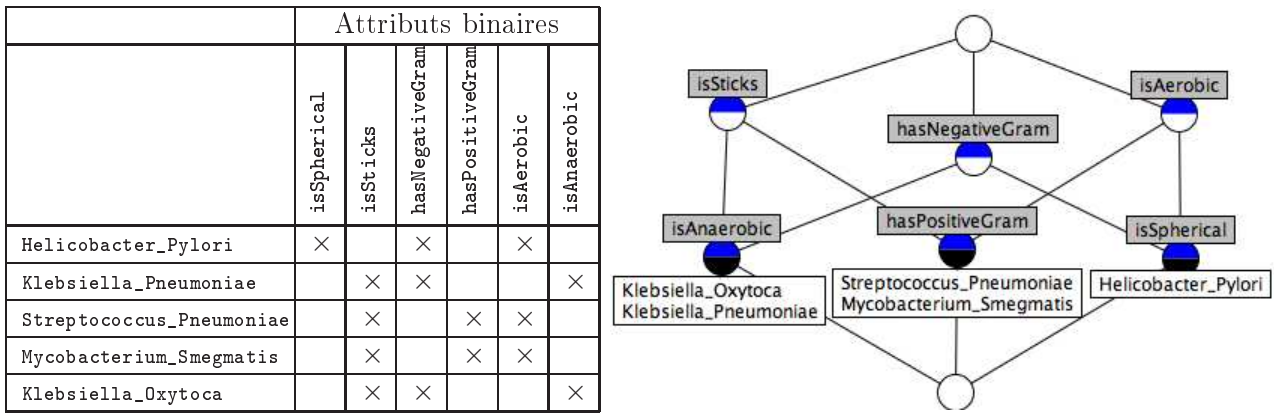 Attributs binaires
isSpherical isSticks hasNegativeGram hasPositiveGram isAerobic isAnaerobic
Helicobacter_Pylori × × ×
Klebsiella_Pneumoniae × × ×
Streptococcus_Pneumoniae × × ×
Mycobacterium_Smegmatis × × ×
Klebsiella_Oxytoca × × ×
isSticks
isAerobic
hasNegativeGram
isAnaerobic
hasPositiveGram
isSpherical
Klebsiella_Oxytoca
Klebsiella_Pneumoniae
Streptococcus_Pneumoniae
Mycobacterium_Smegmatis
Helicobacter_Pylori